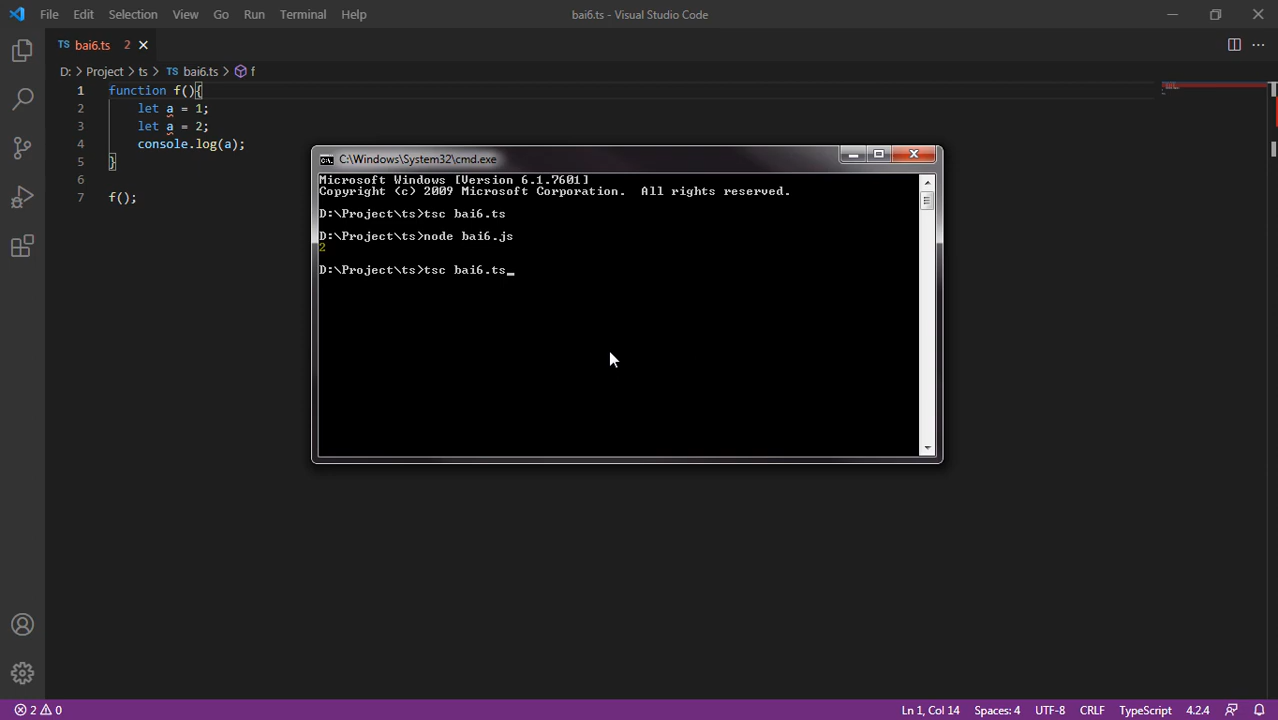 File Edit Selection View Go Run Terminal Help
bai6.ts - Visual Studio Code
TS bai6.ts 2
D: > Project > ts > TS bai6.ts > f
1 function f(){
2 let a = 1;
3 let a = 2;
4 console.log(a);
5 }
6
7 f();
C:\Windows\System32\cmd.exe
Microsoft Windows [Version 6.1.7601]
Copyright (c) 2009 Microsoft Corporation. All rights reserved.
D:\Project\ts>tsc bai6.ts
D:\Project\ts>node bai6.js
2
D:\Project\ts>tsc bai6.ts_
2 0 Ln 1, Col 14 Spaces: 4 UTF-8 CRLF TypeScript 4.2.4